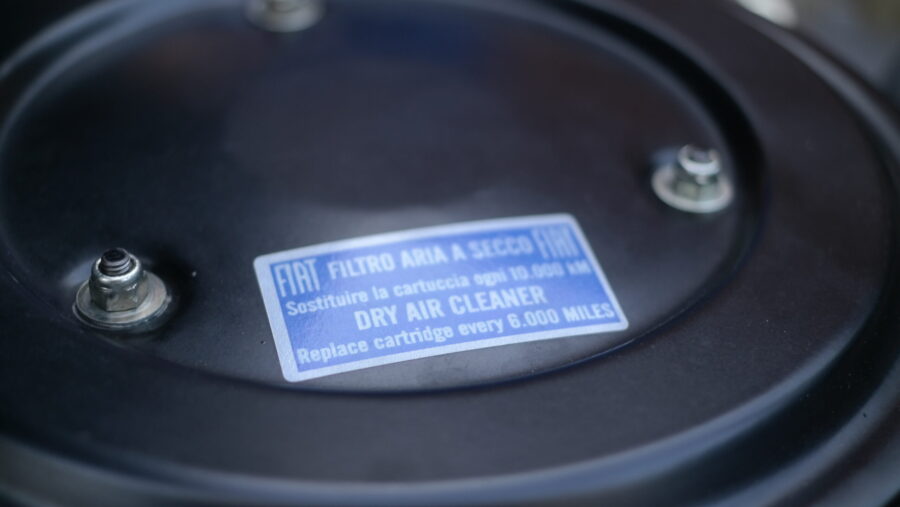 FIAT FILTRO ARIA A SECCO FIAT
Sostituire la cartuccia ogni 10.000 KM
DRY AIR CLEANER
Replace cartridge every 6.000 MILES